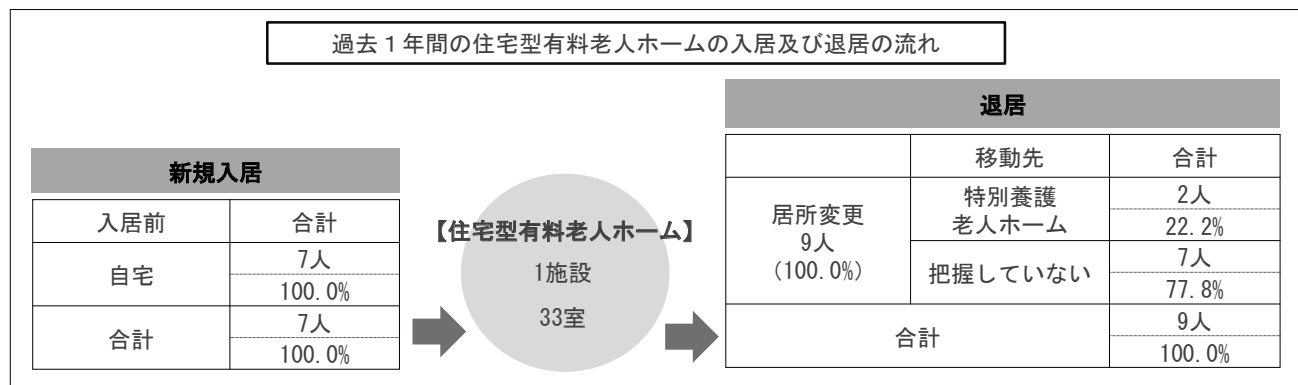 過去１年間の住宅型有料老人ホームの入居及び退居の流れ
新規入居
入居前 合計
自宅 7人
100.0%
合計 7人
100.0%
【住宅型有料老人ホーム】
1施設
33室
退居
移動先 合計
居所変更
9人
(100.0%)
特別養護
老人ホーム
2人
22.2%
把握していない
7人
77.8%
合計
9人
100.0%